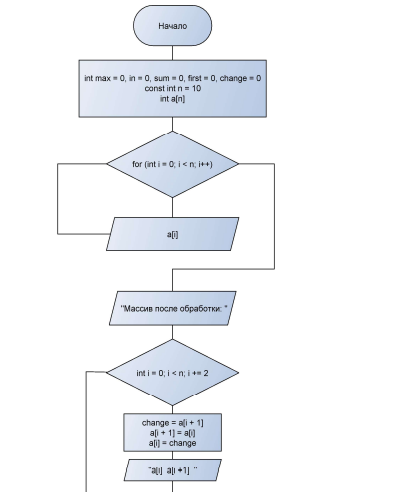 Начало
int max = 0, in = 0, sum = 0, first = 0, change = 0
const int n = 10
int a[n]
for (int i = 0; i < n; i++)
a[i]
"Массив после обработки: "
int i = 0; i < n; i += 2
change = a[i + 1]
a[i + 1] = a[i]
a[i] = change
"a[i] a[i +1] "